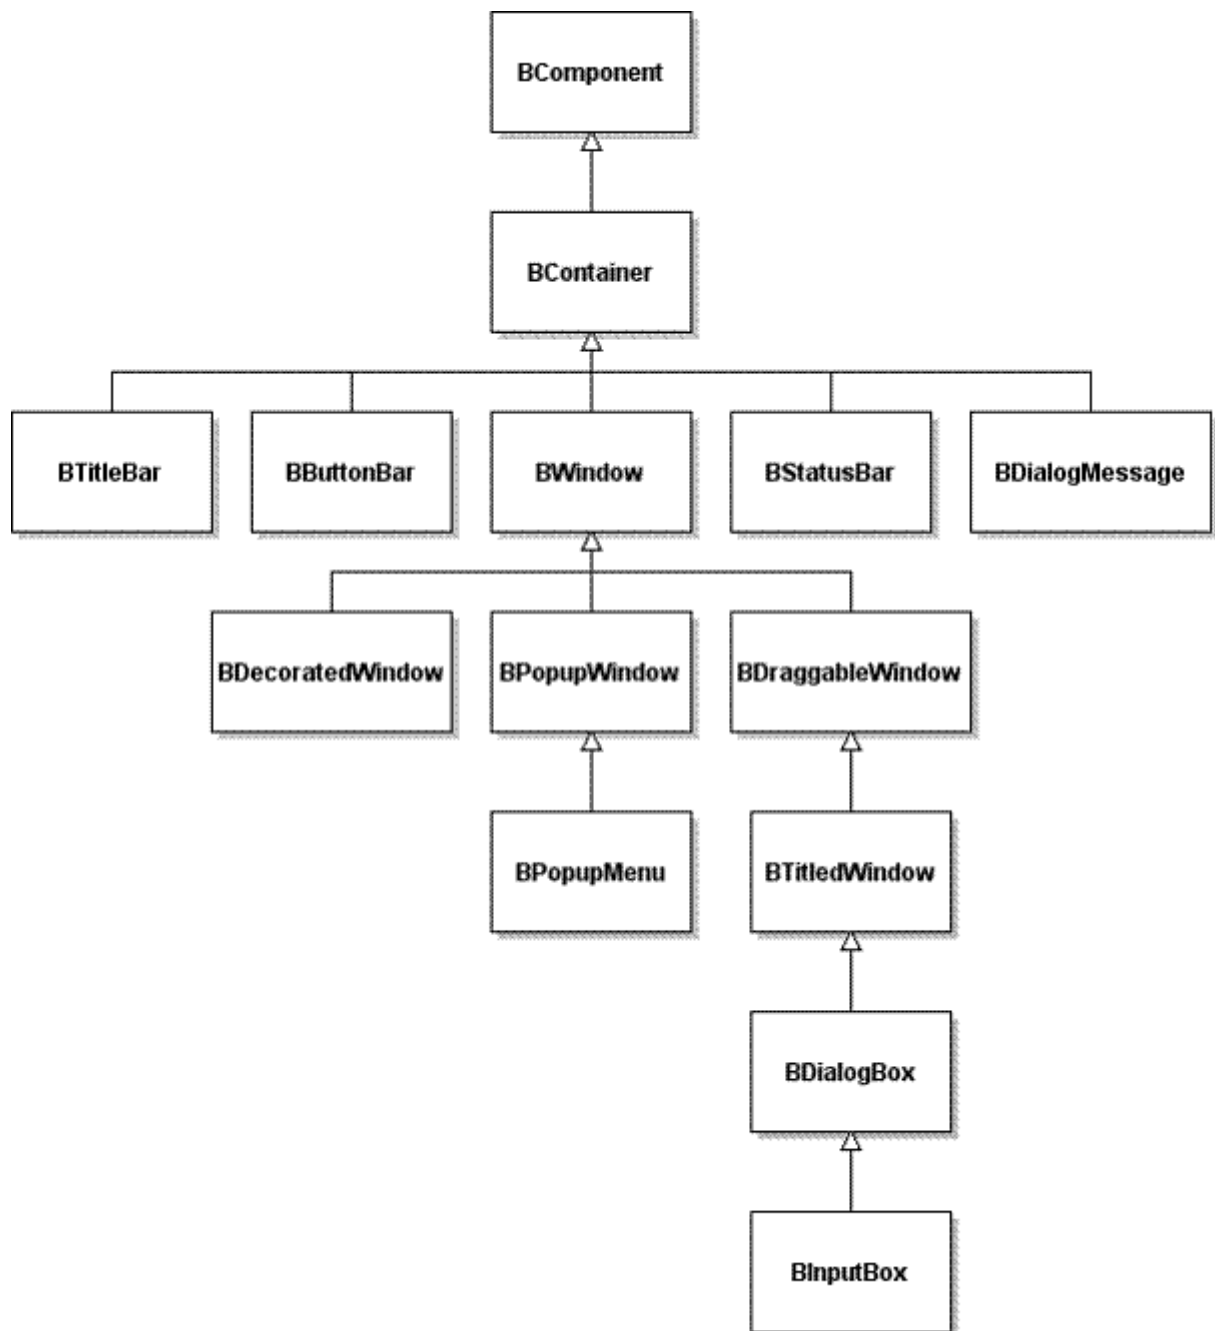 BComponent
BContainer
BTitleBar
BButtonBar
BWindow
BStatusBar
BDialogMessage
BDecoratedWindow
BPopupWindow
BDraggableWindow
BPopupMenu
BTitledWindow
BDialogBox
BInputBox